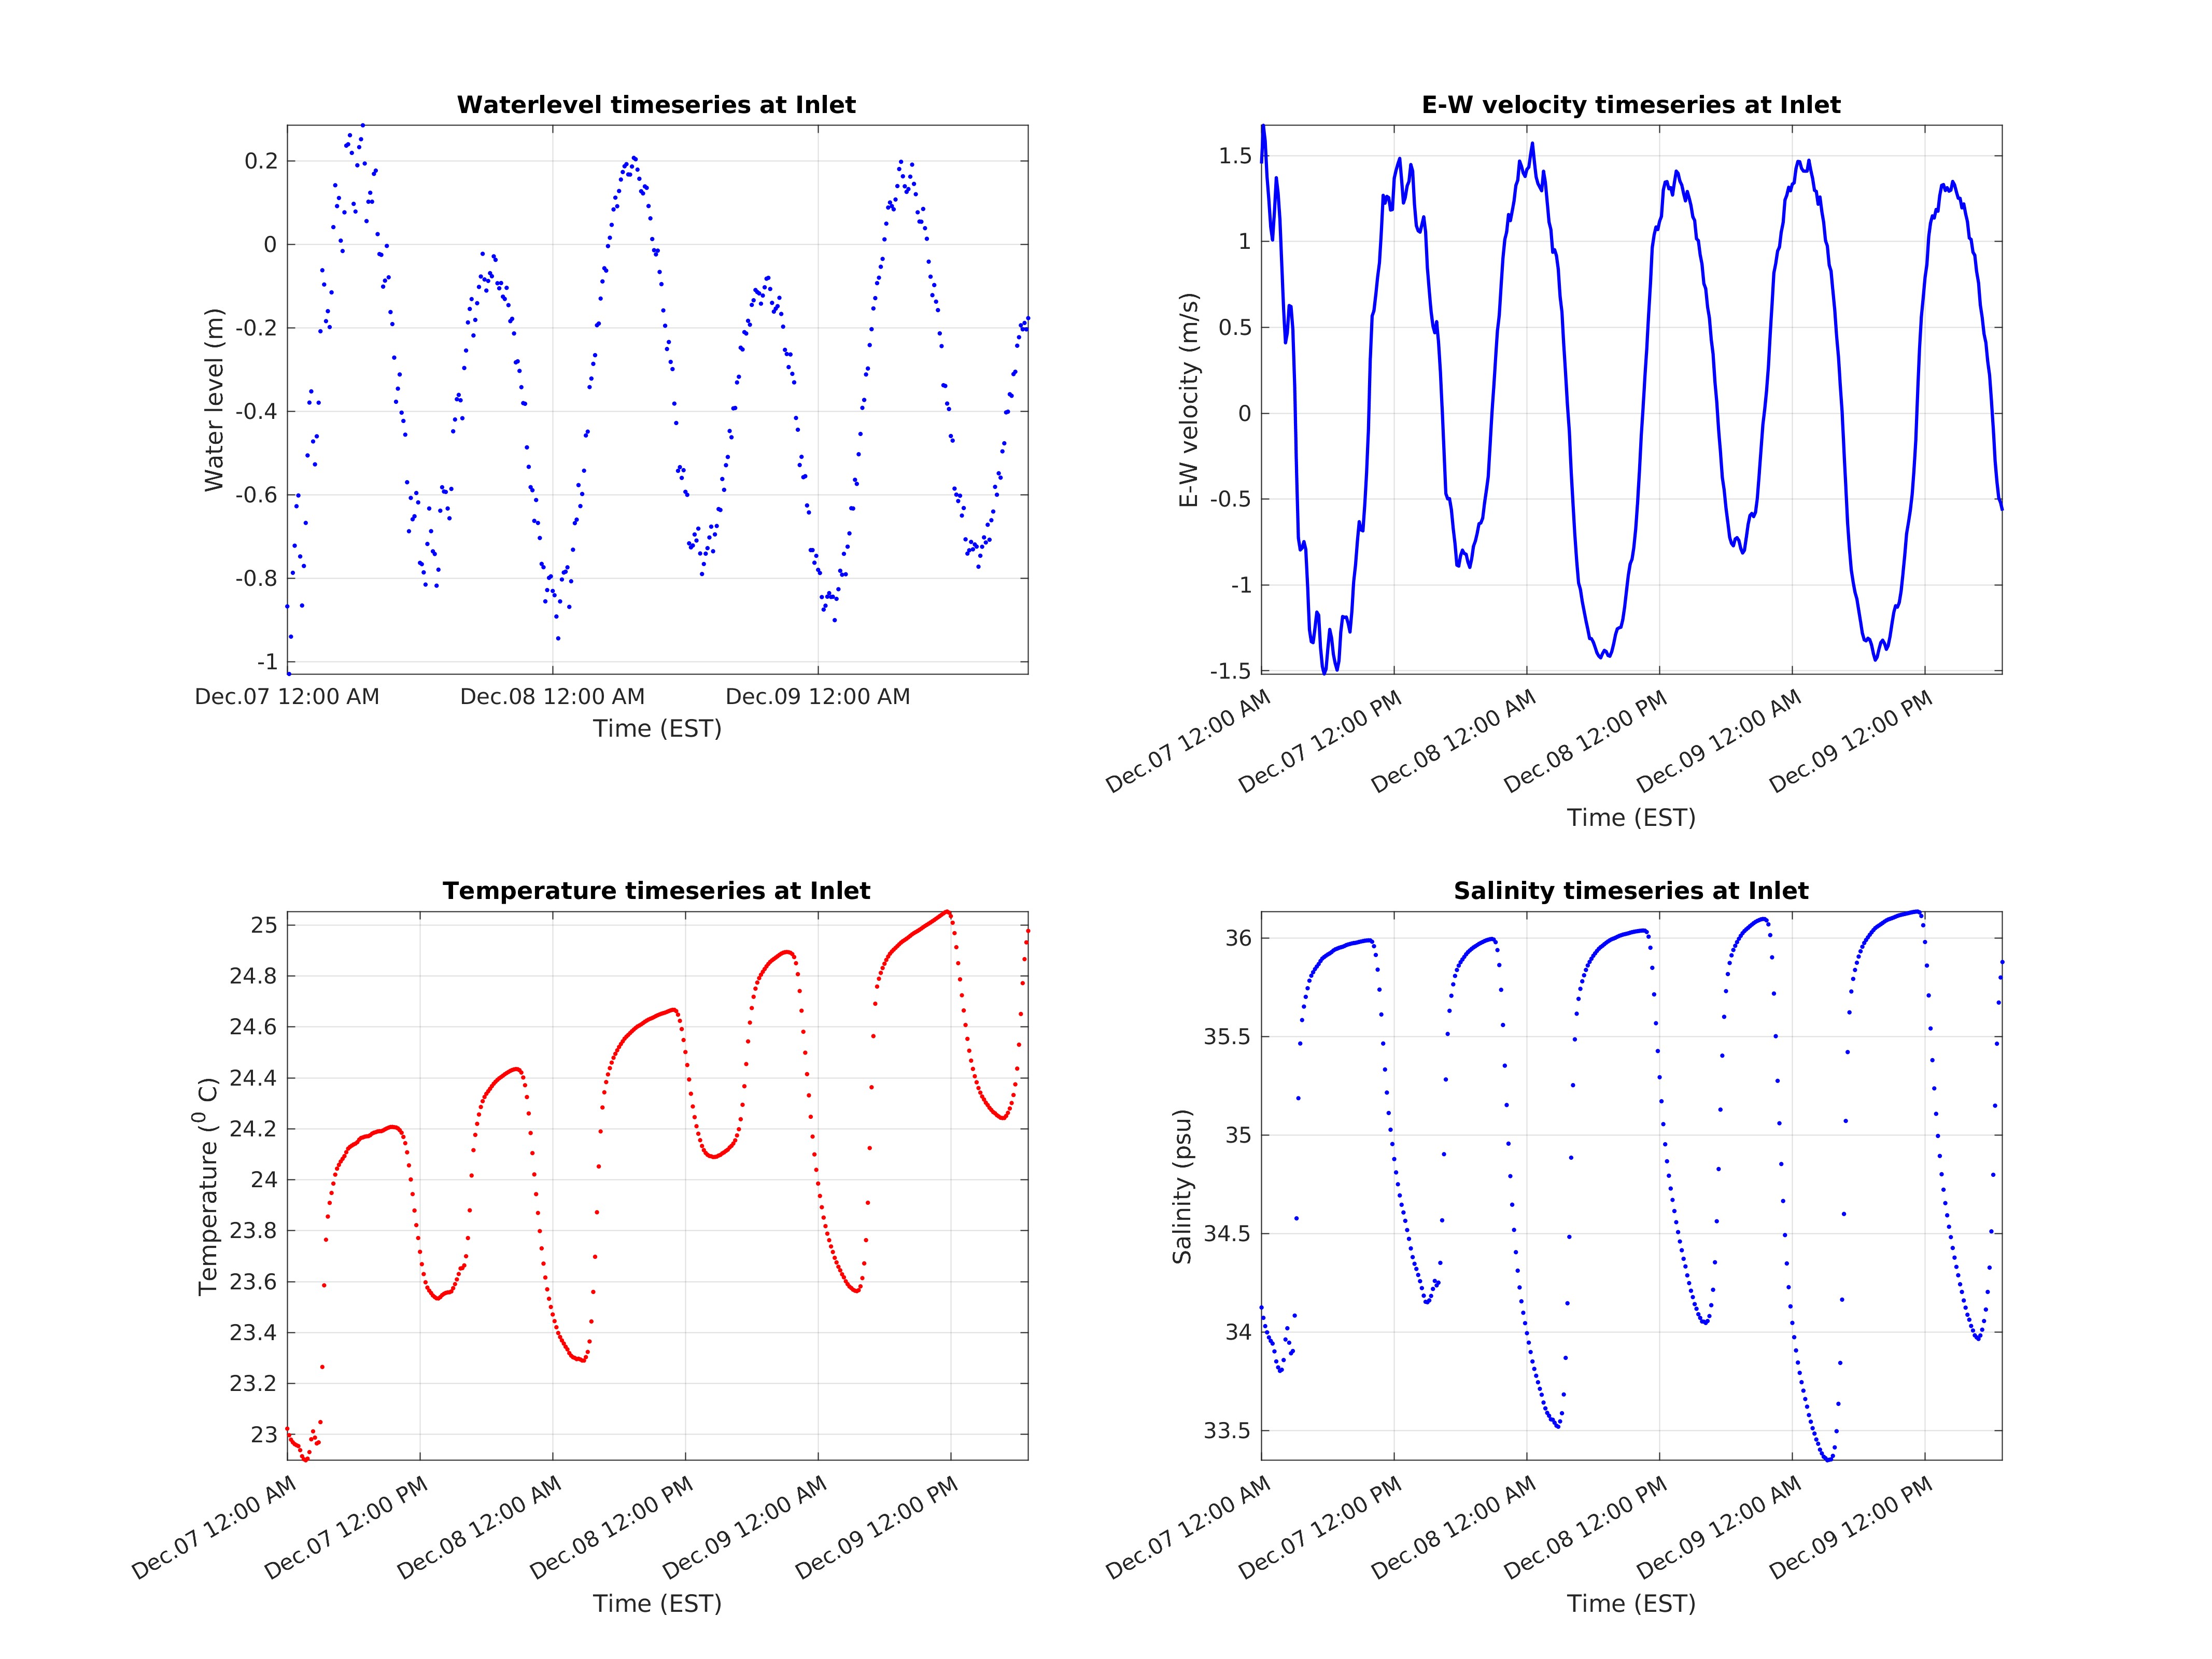 Waterlevel timeseries at Inlet
0.2
0
-0.2
-0.4
-0.6
-0.8
-1
Water level (m)
Dec.07 12:00 AM Dec.08 12:00 AM Dec.09 12:00 AM
Time (EST)
E-W velocity timeseries at Inlet
1.5
1
0.5
0
-0.5
-1
-1.5
E-W velocity (m/s)
Dec.07 12:00 AM
Dec.07 12:00 PM
Dec.08 12:00 AM
Dec.08 12:00 PM
Dec.09 12:00 AM
Dec.09 12:00 PM
Time (EST)
Temperature timeseries at Inlet
25
24.8
24.6
24.4
24.2
24
23.8
23.6
23.4
23.2
23
Temperature (⁰ C)
Dec.07 12:00 AM
Dec.07 12:00 PM
Dec.08 12:00 AM
Dec.08 12:00 PM
Dec.09 12:00 AM
Dec.09 12:00 PM
Time (EST)
Salinity timeseries at Inlet
36
35.5
35
34.5
34
33.5
Salinity (psu)
Dec.07 12:00 AM
Dec.07 12:00 PM
Dec.08 12:00 AM
Dec.08 12:00 PM
Dec.09 12:00 AM
Dec.09 12:00 PM
Time (EST)